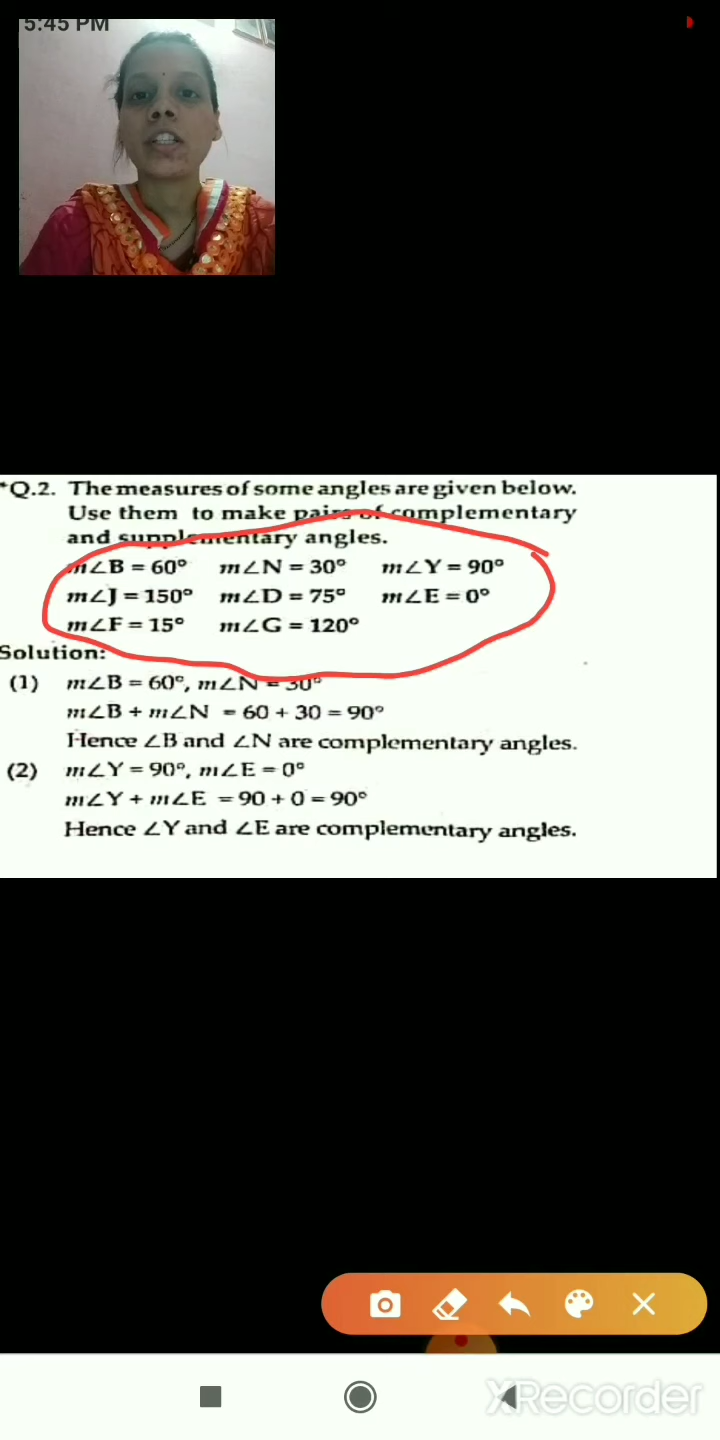 5:45 PM
*Q.2. The measures of some angles are given below.
Use them to make pairs of complementary
and supplementary angles.
m∠B = 60° m∠N = 30° m∠Y = 90°
m∠J = 150° m∠D = 75° m∠E = 0°
m∠F = 15° m∠G = 120°
Solution:
(1) m∠B = 60°, m∠N = 30°
m∠B + m∠N = 60 + 30 = 90°
Hence ∠B and ∠N are complementary angles.
(2) m∠Y = 90°, m∠E = 0°
m∠Y + m∠E = 90 + 0 = 90°
Hence ∠Y and ∠E are complementary angles.
XRecorder